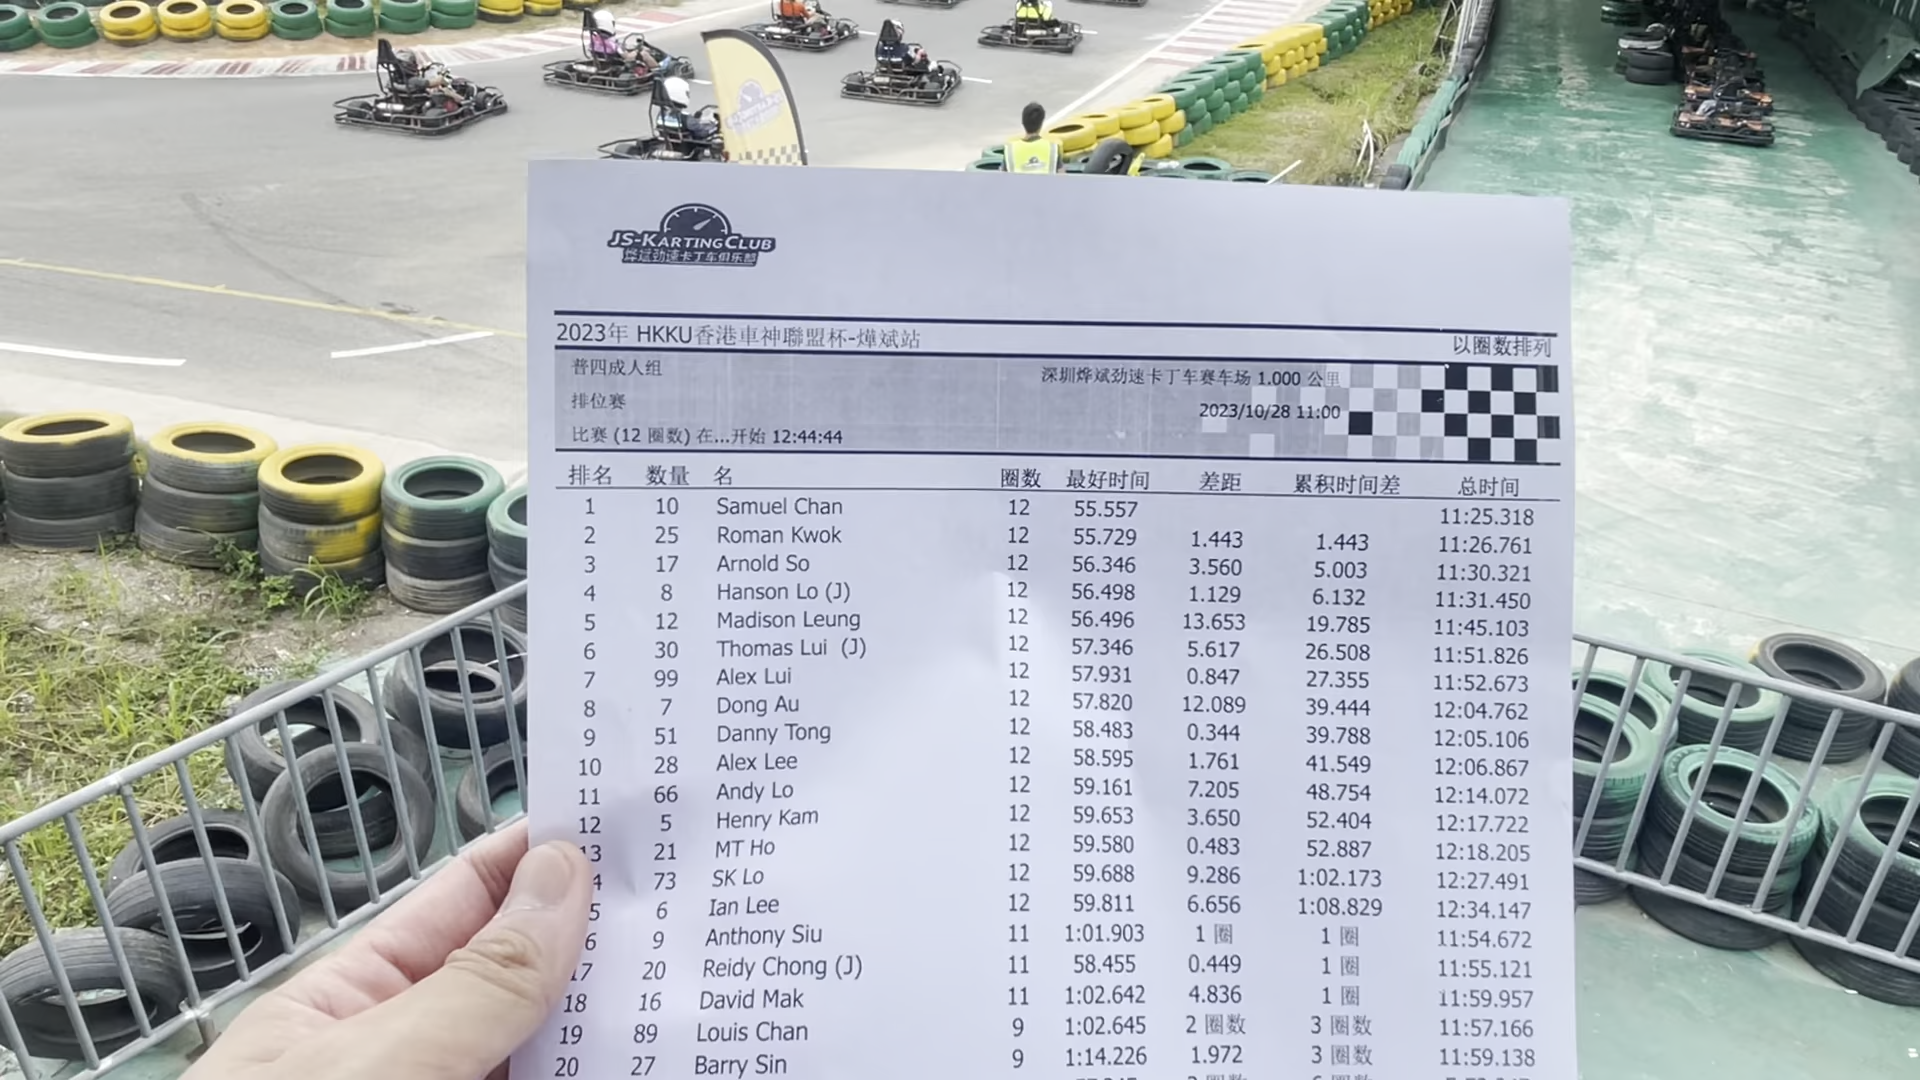 JS-KARTINGCLUB
烨斌劲速卡丁车俱乐部
2023年 HKKU香港車神聯盟杯-燁斌站 以圈数排列
普四成人组 深圳烨斌劲速卡丁车赛车场 1.000 公里
排位赛 2023/10/28 11:00
比赛 (12 圈数) 在...开始 12:44:44
排名 数量 名 圈数 最好时间 差距 累积时间差 总时间
1 10 Samuel Chan 12 55.557 11:25.318
2 25 Roman Kwok 12 55.729 1.443 1.443 11:26.761
3 17 Arnold So 12 56.346 3.560 5.003 11:30.321
4 8 Hanson Lo (J) 12 56.498 1.129 6.132 11:31.450
5 12 Madison Leung 12 56.496 13.653 19.785 11:45.103
6 30 Thomas Lui (J) 12 57.346 5.617 26.508 11:51.826
7 99 Alex Lui 12 57.931 0.847 27.355 11:52.673
8 7 Dong Au 12 57.820 12.089 39.444 12:04.762
9 51 Danny Tong 12 58.483 0.344 39.788 12:05.106
10 28 Alex Lee 12 58.595 1.761 41.549 12:06.867
11 66 Andy Lo 12 59.161 7.205 48.754 12:14.072
12 5 Henry Kam 12 59.653 3.650 52.404 12:17.722
13 21 MT Ho 12 59.580 0.483 52.887 12:18.205
4 73 SK Lo 12 59.688 9.286 1:02.173 12:27.491
5 6 Ian Lee 12 59.811 6.656 1:08.829 12:34.147
6 9 Anthony Siu 11 1:01.903 1 圈 1 圈 11:54.672
17 20 Reidy Chong (J) 11 58.455 0.449 1 圈 11:55.121
18 16 David Mak 11 1:02.642 4.836 1 圈 11:59.957
19 89 Louis Chan 9 1:02.645 2 圈数 3 圈数 11:57.166
20 27 Barry Sin 9 1:14.226 1.972 3 圈数 11:59.138